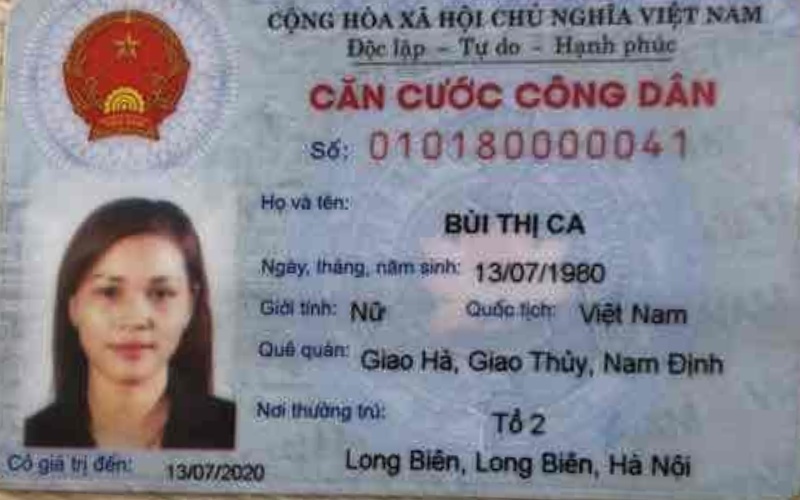 CỘNG HÒA XÃ HỘI CHỦ NGHĨA VIỆT NAM
Độc lập – Tự do – Hạnh phúc
CĂN CƯỚC CÔNG DÂN
Số: 010180000041
Họ và tên:
BÙI THỊ CA
Ngày, tháng, năm sinh: 13/07/1980
Giới tính: Nữ Quốc tịch: Việt Nam
Quê quán: Giao Hà, Giao Thủy, Nam Định
Nơi thường trú: Tổ 2
Long Biên, Long Biên, Hà Nội
Có giá trị đến: 13/07/2020